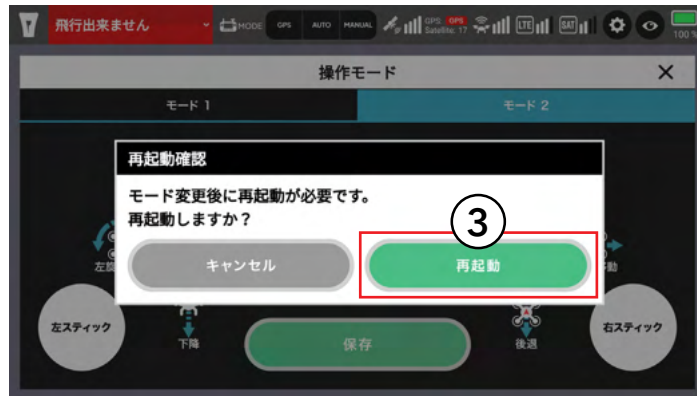 飛行出来ません
MODE
GPS
AUTO
MANUAL
GPS GPS
Satellite: 17
LTE
SAT
100 %
操作モード
モード 1
モード 2
再起動確認
モード変更後に再起動が必要です。
再起動しますか？
③
キャンセル
再起動
左旋
動
左スティック
下降
保存
後退
右スティック